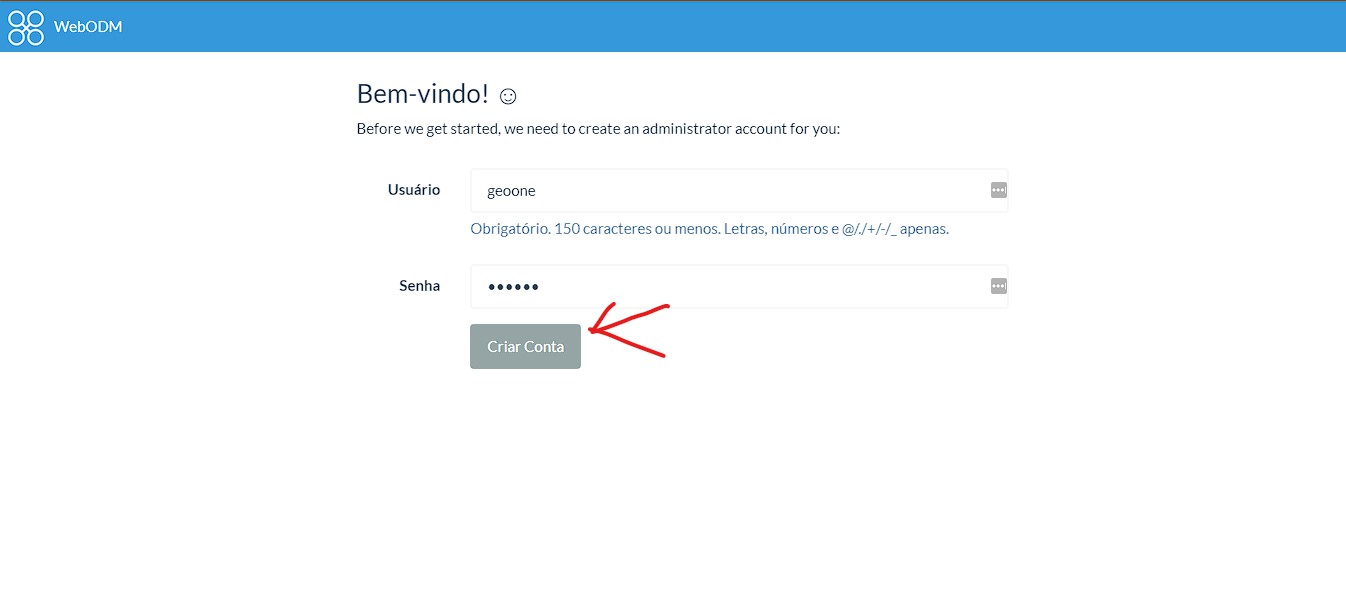 WebODM
Bem-vindo! ☺
Before we get started, we need to create an administrator account for you:
Usuário
geoone
Obrigatório. 150 caracteres ou menos. Letras, números e @/./+/-/_ apenas.
Senha
••••••
Criar Conta